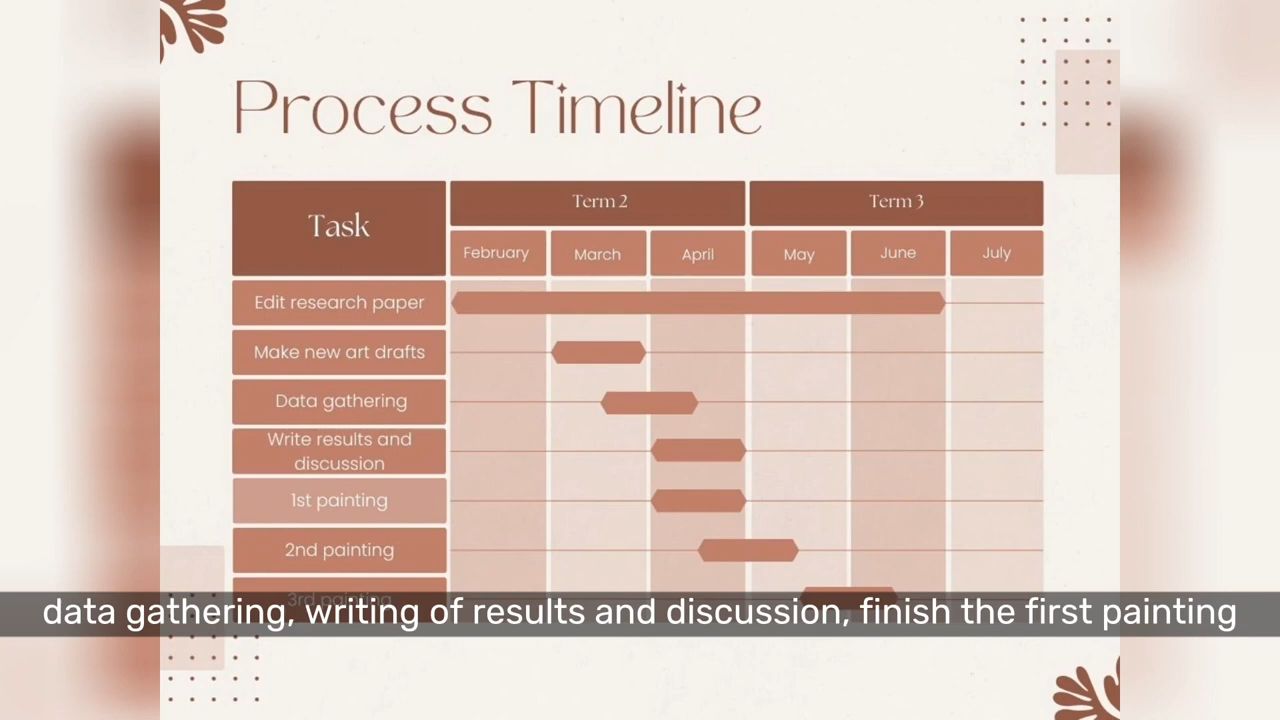 Process Timeline
Task
Term 2
Term 3
February
March
April
May
June
July
Edit research paper
Make new art drafts
Data gathering
Write results and
discussion
1st painting
2nd painting
3rd painting
data gathering, writing of results and discussion, finish the first painting